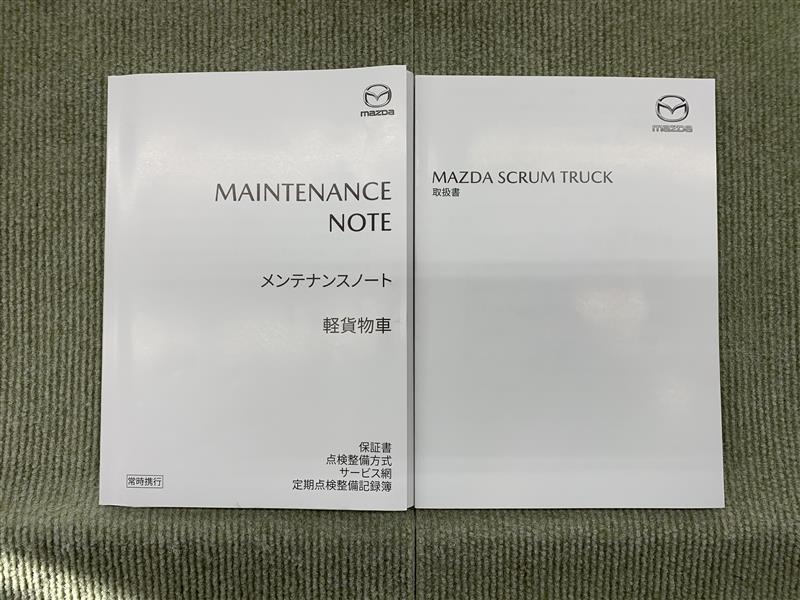 mazda
MAINTENANCE
NOTE
メンテナンスノート
軽貨物車
保証書
点検整備方式
サービス網
定期点検整備記録簿
常時携行
mazda
MAZDA SCRUM TRUCK
取扱書